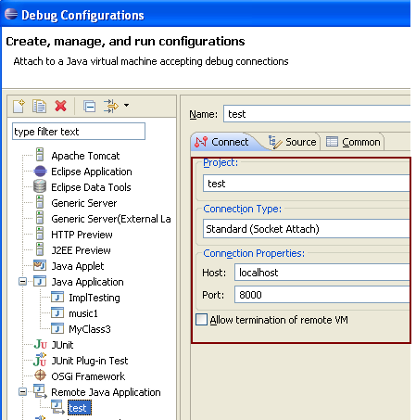 Debug Configurations
Create, manage, and run configurations
Attach to a Java virtual machine accepting debug connections
type filter text
Apache Tomcat
Eclipse Application
Eclipse Data Tools
Generic Server
Generic Server(External La
HTTP Preview
J2EE Preview
Java Applet
Java Application
ImplTesting
music1
MyClass3
JUnit
JUnit Plug-in Test
OSGi Framework
Remote Java Application
test
Name: test
Connect Source Common
Project:
test
Connection Type:
Standard (Socket Attach)
Connection Properties:
Host: localhost
Port: 8000
Allow termination of remote VM